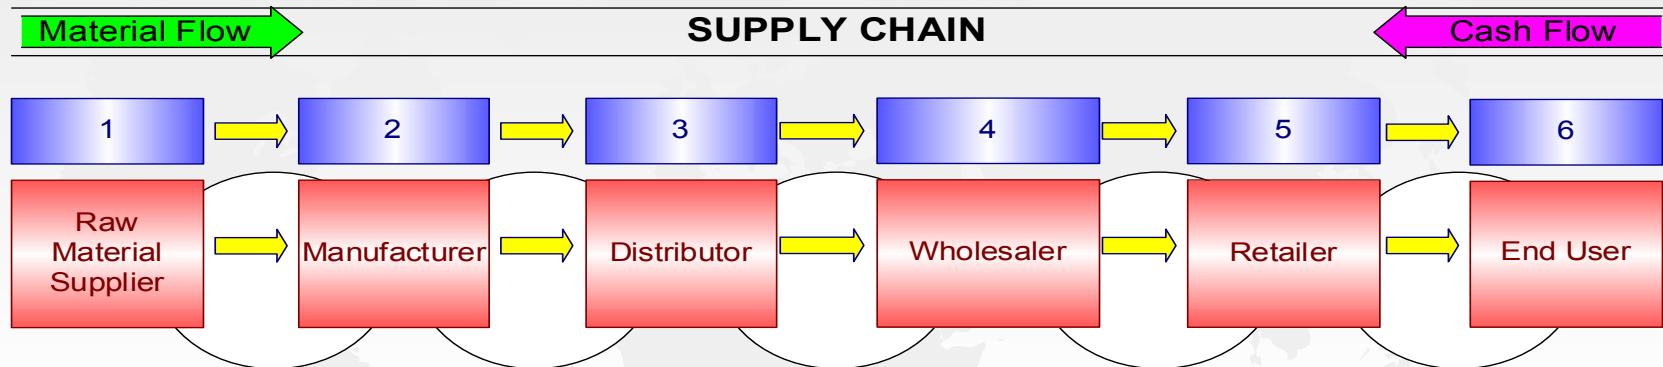 Material Flow
SUPPLY CHAIN
Cash Flow
1
2
3
4
5
6
Raw
Material
Supplier
Manufacturer
Distributor
Wholesaler
Retailer
End User